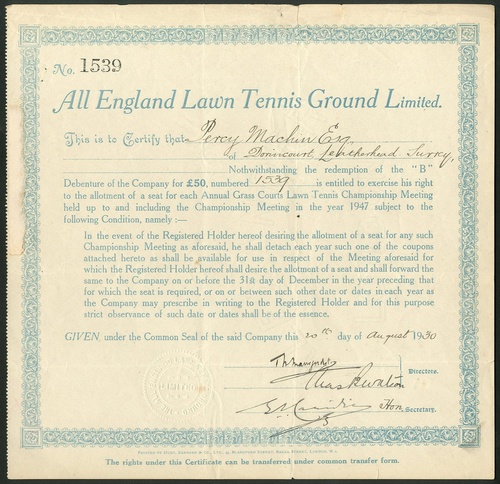 No. 1539
All England Lawn Tennis Ground Limited.
This is to Certify that Percy Machin Esq
of Donincourt, Leatherhead Surrey,
Notwithstanding the redemption of the "B"
Debenture of the Company for £50, numbered 1539 is entitled to exercise his right
to the allotment of a seat for each Annual Grass Courts Lawn Tennis Championship Meeting
held up to and including the Championship Meeting in the year 1947 subject to the
following Condition, namely :—
In the event of the Registered Holder hereof desiring the allotment of a seat for any such
Championship Meeting as aforesaid, he shall detach each year such one of the coupons
attached hereto as shall be available for use in respect of the Meeting aforesaid for
which the Registered Holder hereof shall desire the allotment of a seat and shall forward the
same to the Company on or before the 31st day of December in the year preceding that
for which the seat is required, or on or between such other date or dates in each year as
the Company may prescribe in writing to the Registered Holder and for this purpose
strict observance of such date or dates shall be of the essence.
GIVEN, under the Common Seal of the said Company this 20th day of August 1930
Directors.
Hon. Secretary.
The rights under this Certificate can be transferred under common transfer form.